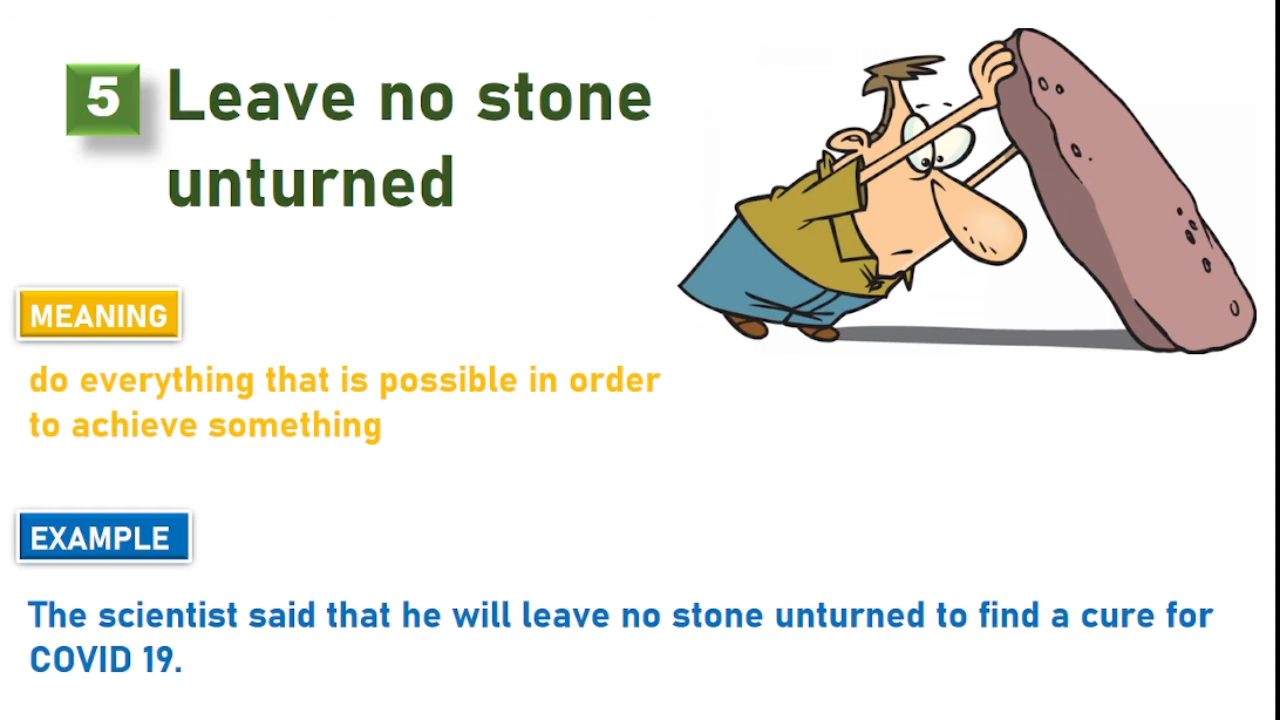 5 Leave no stone
unturned
MEANING
do everything that is possible in order
to achieve something
EXAMPLE
The scientist said that he will leave no stone unturned to find a cure for
COVID 19.